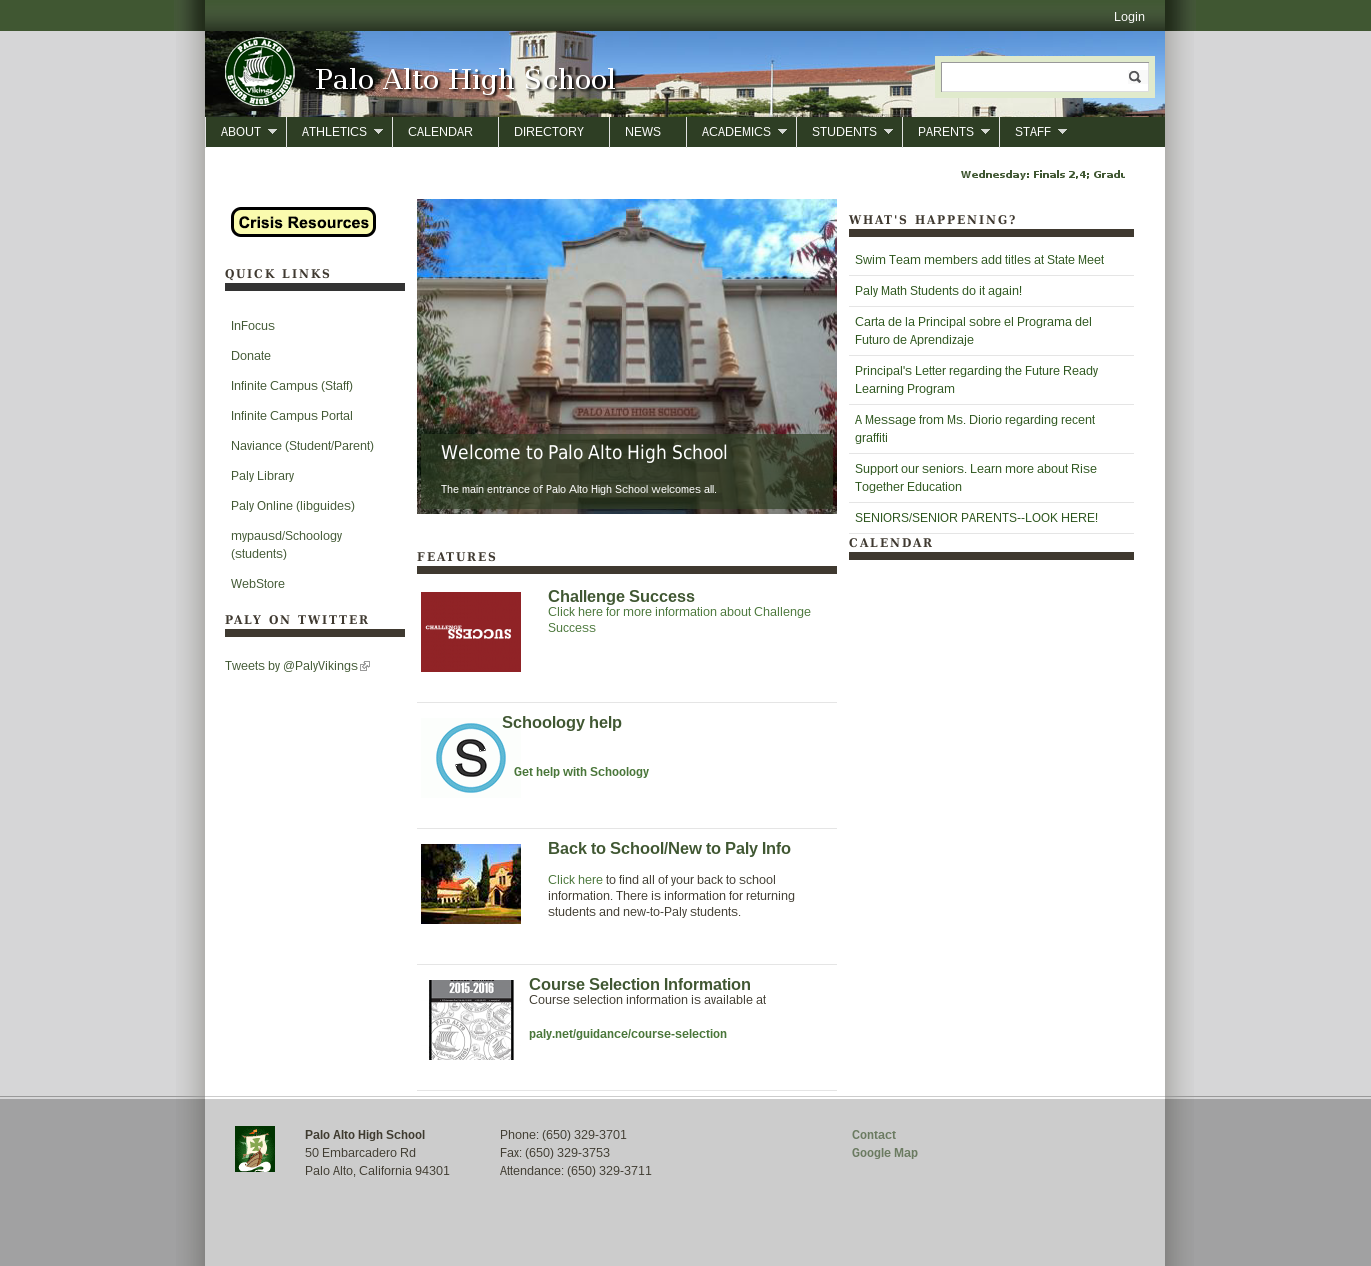 Login
PALO ALTO
SENIOR HIGH SCHOOL
Vikings
Palo Alto High School
ABOUT
ATHLETICS
CALENDAR
DIRECTORY
NEWS
ACADEMICS
STUDENTS
PARENTS
STAFF
Wednesday: Finals 2,4; Gradu
Crisis Resources
QUICK LINKS
InFocus
Donate
Infinite Campus (Staff)
Infinite Campus Portal
Naviance (Student/Parent)
Paly Library
Paly Online (libguides)
mypausd/Schoology
(students)
WebStore
PALY ON TWITTER
Tweets by @PalyVikings
PALO ALTO HIGH SCHOOL
Welcome to Palo Alto High School
The main entrance of Palo Alto High School welcomes all.
FEATURES
CHALLENGE
SUCCESS
Challenge Success
Click here for more information about Challenge
Success
S
Schoology help
Get help with Schoology
Back to School/New to Paly Info
Click here to find all of your back to school
information. There is information for returning
students and new-to-Paly students.
2015-2016
PALO ALTO
Course Selection Information
Course selection information is available at
paly.net/guidance/course-selection
WHAT'S HAPPENING?
Swim Team members add titles at State Meet
Paly Math Students do it again!
Carta de la Principal sobre el Programa del
Futuro de Aprendizaje
Principal's Letter regarding the Future Ready
Learning Program
A Message from Ms. Diorio regarding recent
graffiti
Support our seniors. Learn more about Rise
Together Education
SENIORS/SENIOR PARENTS--LOOK HERE!
CALENDAR
Palo Alto High School
50 Embarcadero Rd
Palo Alto, California 94301
Phone: (650) 329-3701
Fax: (650) 329-3753
Attendance: (650) 329-3711
Contact
Google Map